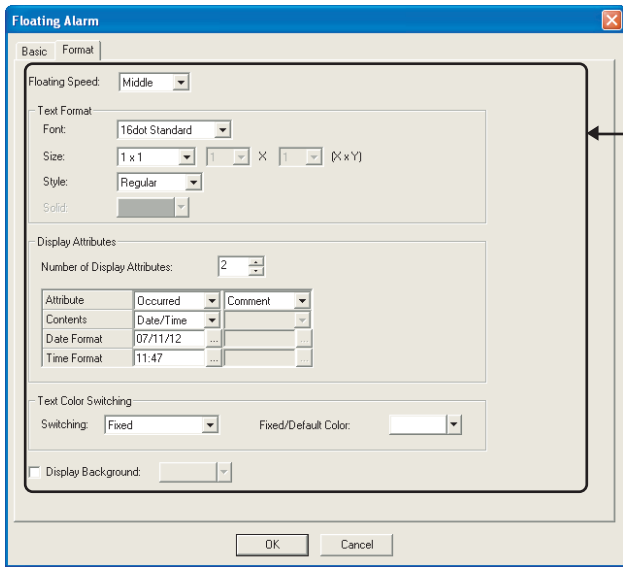 Floating Alarm
Basic Format
Floating Speed: Middle
Text Format
Font: 16dot Standard
Size: 1 x 1 1 X 1 (X x Y)
Style: Regular
Solid:
Display Attributes
Number of Display Attributes: 2
Attribute Occurred Comment
Contents Date/Time
Date Format 07/11/12 ... ...
Time Format 11:47 ... ...
Text Color Switching
Switching: Fixed Fixed/Default Color:
Display Background:
OK Cancel